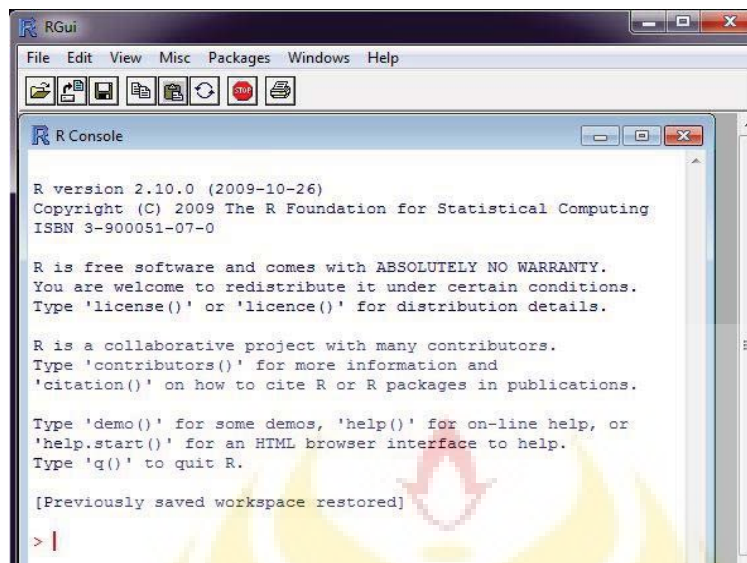 RGui
File Edit View Misc Packages Windows Help
STOP
R Console
R version 2.10.0 (2009-10-26)
Copyright (C) 2009 The R Foundation for Statistical Computing
ISBN 3-900051-07-0
R is free software and comes with ABSOLUTELY NO WARRANTY.
You are welcome to redistribute it under certain conditions.
Type 'license()' or 'licence()' for distribution details.
R is a collaborative project with many contributors.
Type 'contributors()' for more information and
'citation()' on how to cite R or R packages in publications.
Type 'demo()' for some demos, 'help()' for on-line help, or
'help.start()' for an HTML browser interface to help.
Type 'q()' to quit R.
[Previously saved workspace restored]
>